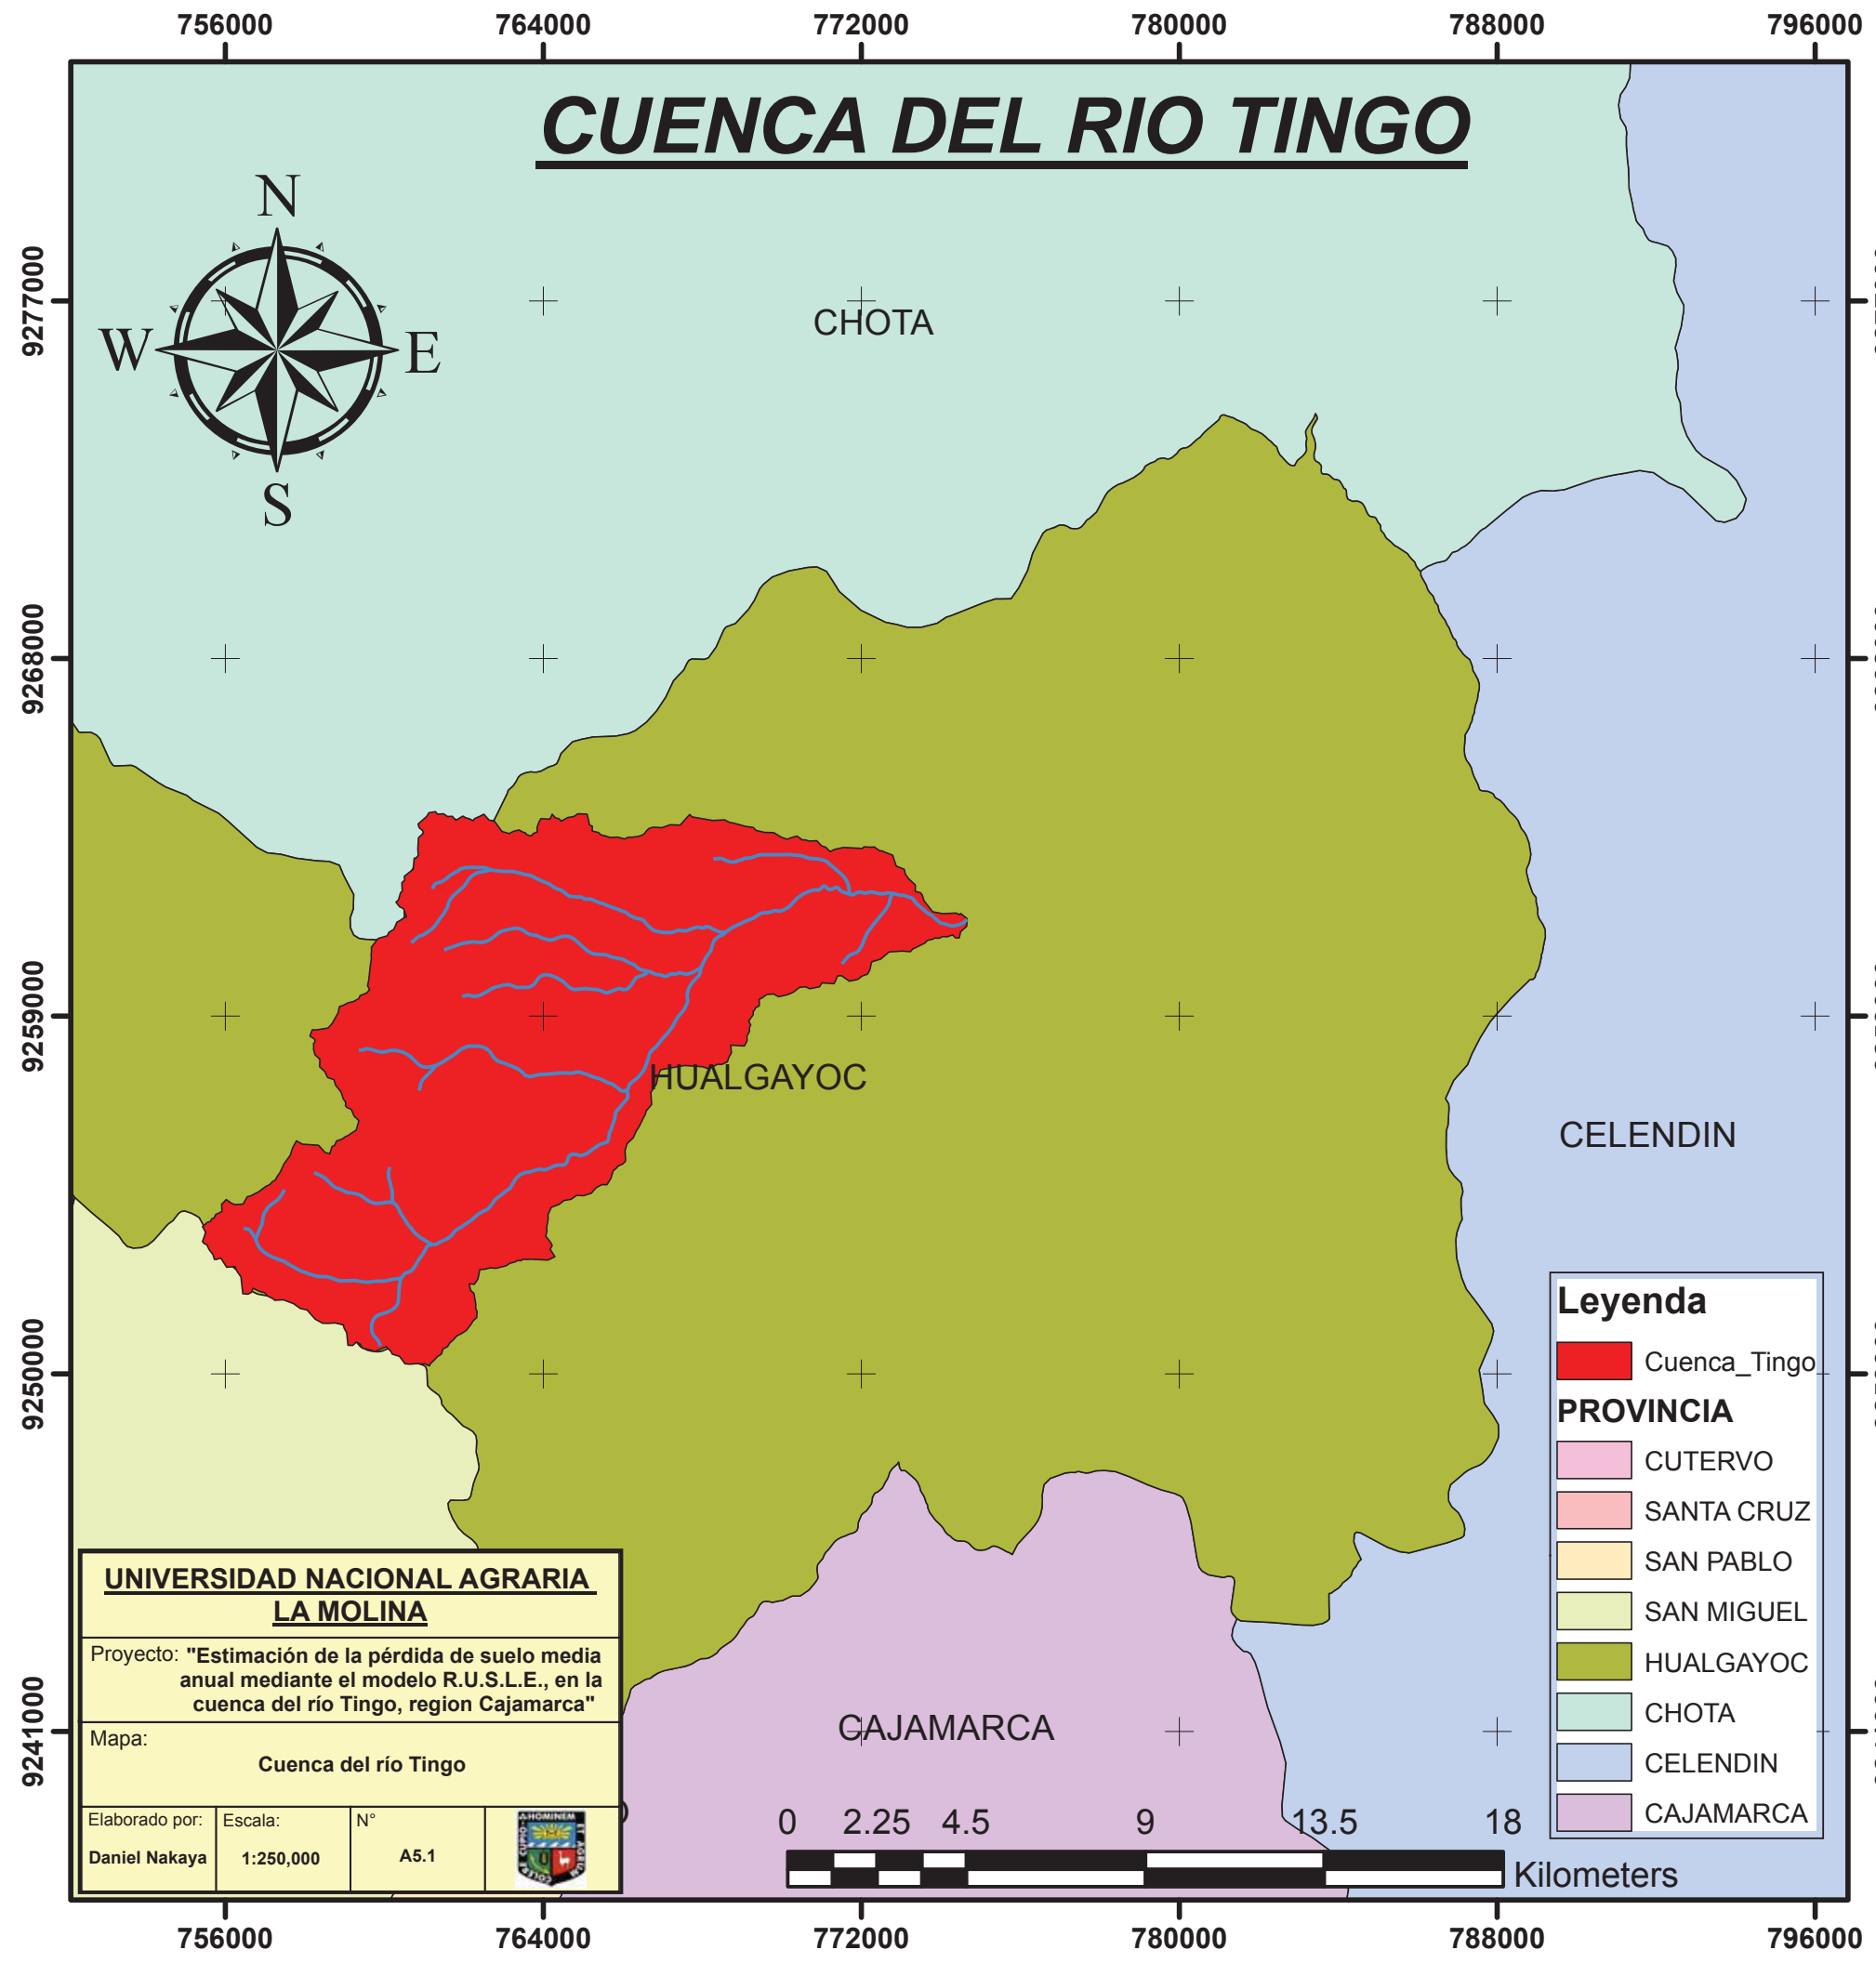 756000 764000 772000 780000 788000 796000
CUENCA DEL RIO TINGO
N
W E
S
9277000
CHOTA
9268000
9259000
HUALGAYOC
CELENDIN
9250000
Leyenda
Cuenca_Tingo
PROVINCIA
CUTERVO
SANTA CRUZ
SAN PABLO
SAN MIGUEL
HUALGAYOC
CHOTA
CELENDIN
CAJAMARCA
UNIVERSIDAD NACIONAL AGRARIA
LA MOLINA
Proyecto: "Estimación de la pérdida de suelo media
anual mediante el modelo R.U.S.L.E., en la
cuenca del río Tingo, region Cajamarca"
Mapa:
Cuenca del río Tingo
Elaborado por: Escala: N°
Daniel Nakaya 1:250,000 A5.1
9241000
CAJAMARCA
0 2.25 4.5 9 13.5 18
Kilometers
756000 764000 772000 780000 788000 796000